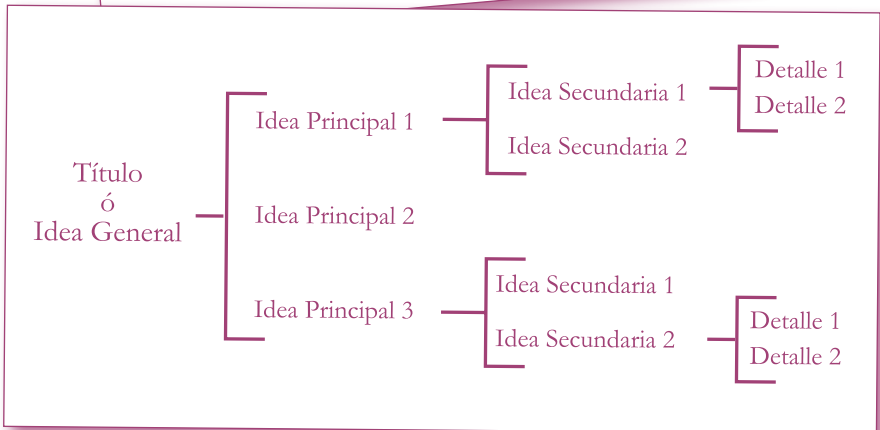 Título
ó
Idea General
Idea Principal 1
Idea Secundaria 1
Detalle 1
Detalle 2
Idea Secundaria 2
Idea Principal 2
Idea Principal 3
Idea Secundaria 1
Idea Secundaria 2
Detalle 1
Detalle 2